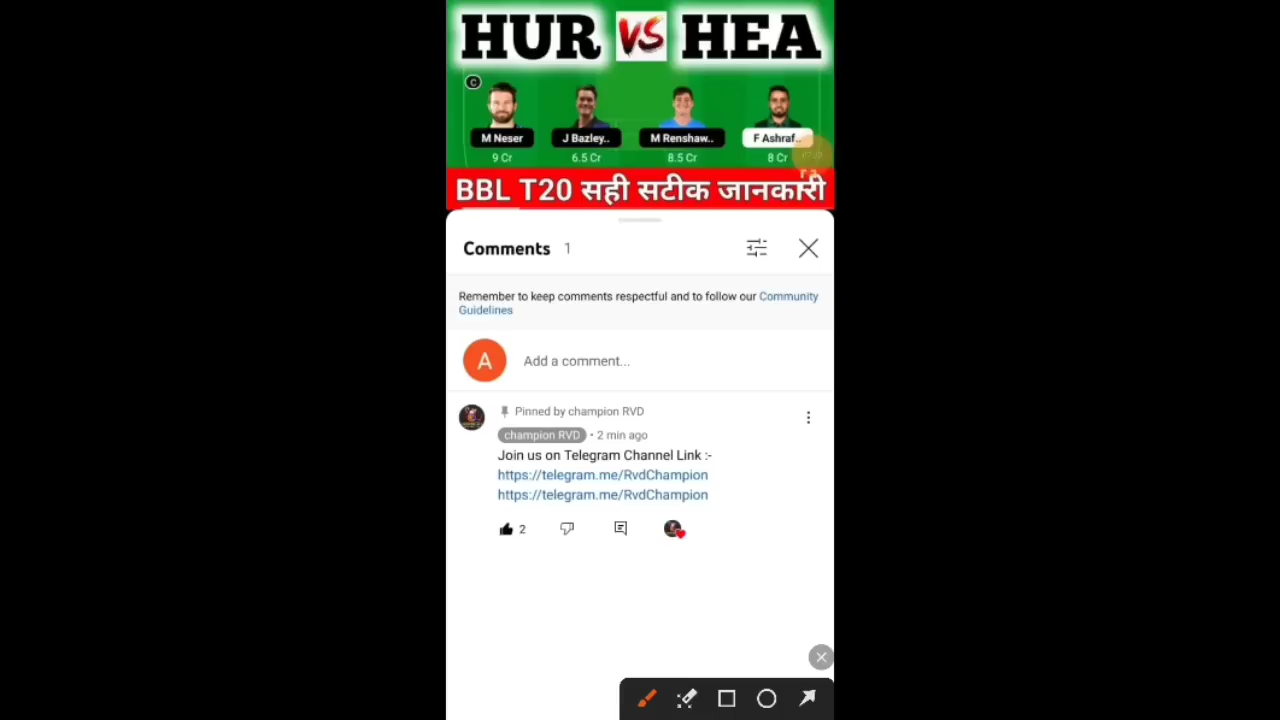 HUR VS HEA
C
M Neser J Bazley.. M Renshaw.. F Ashraf..
9 Cr 6.5 Cr 8.5 Cr 8 Cr
BBL T20 सही सटीक जानकारी
Comments 1
Remember to keep comments respectful and to follow our Community
Guidelines
A Add a comment...
Pinned by champion RVD
champion RVD • 2 min ago
Join us on Telegram Channel Link :-
https://telegram.me/RvdChampion
https://telegram.me/RvdChampion
2